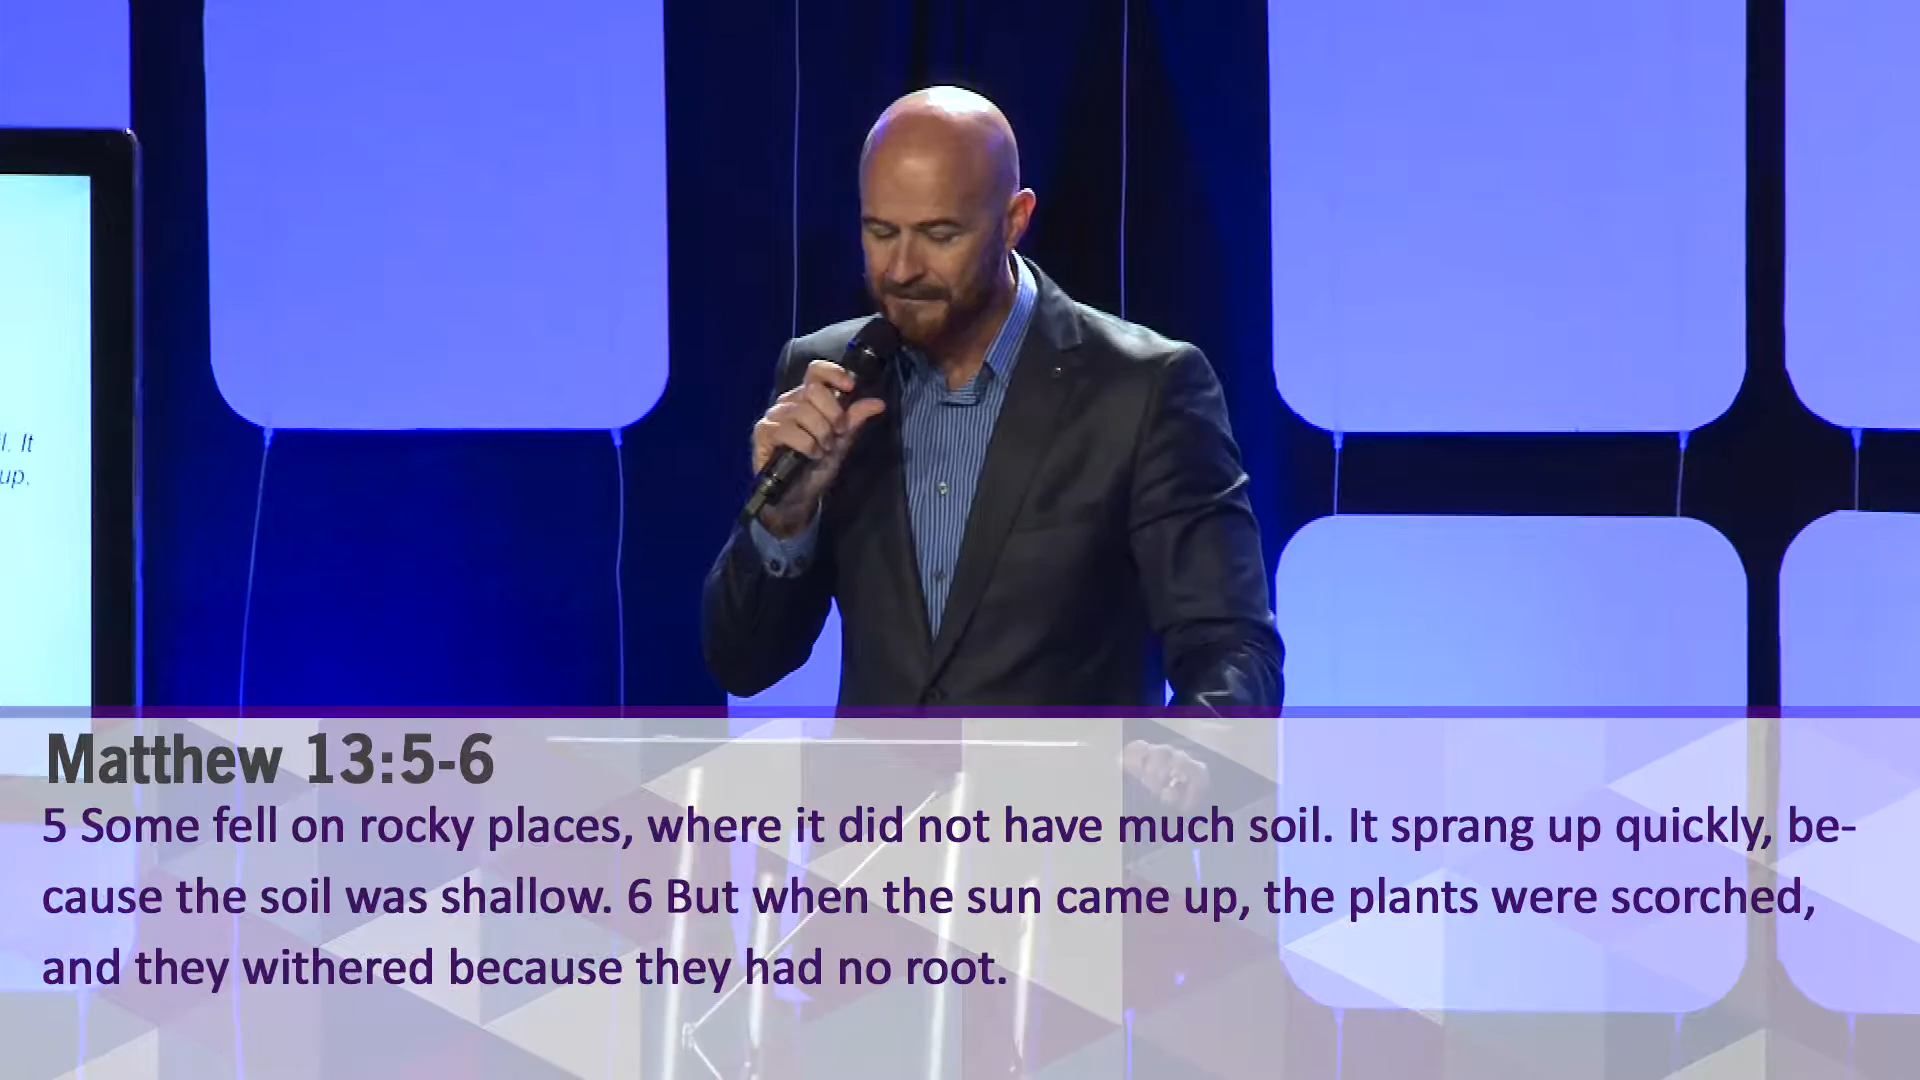 l. It
up,
Matthew 13:5-6
5 Some fell on rocky places, where it did not have much soil. It sprang up quickly, be-
cause the soil was shallow. 6 But when the sun came up, the plants were scorched,
and they withered because they had no root.